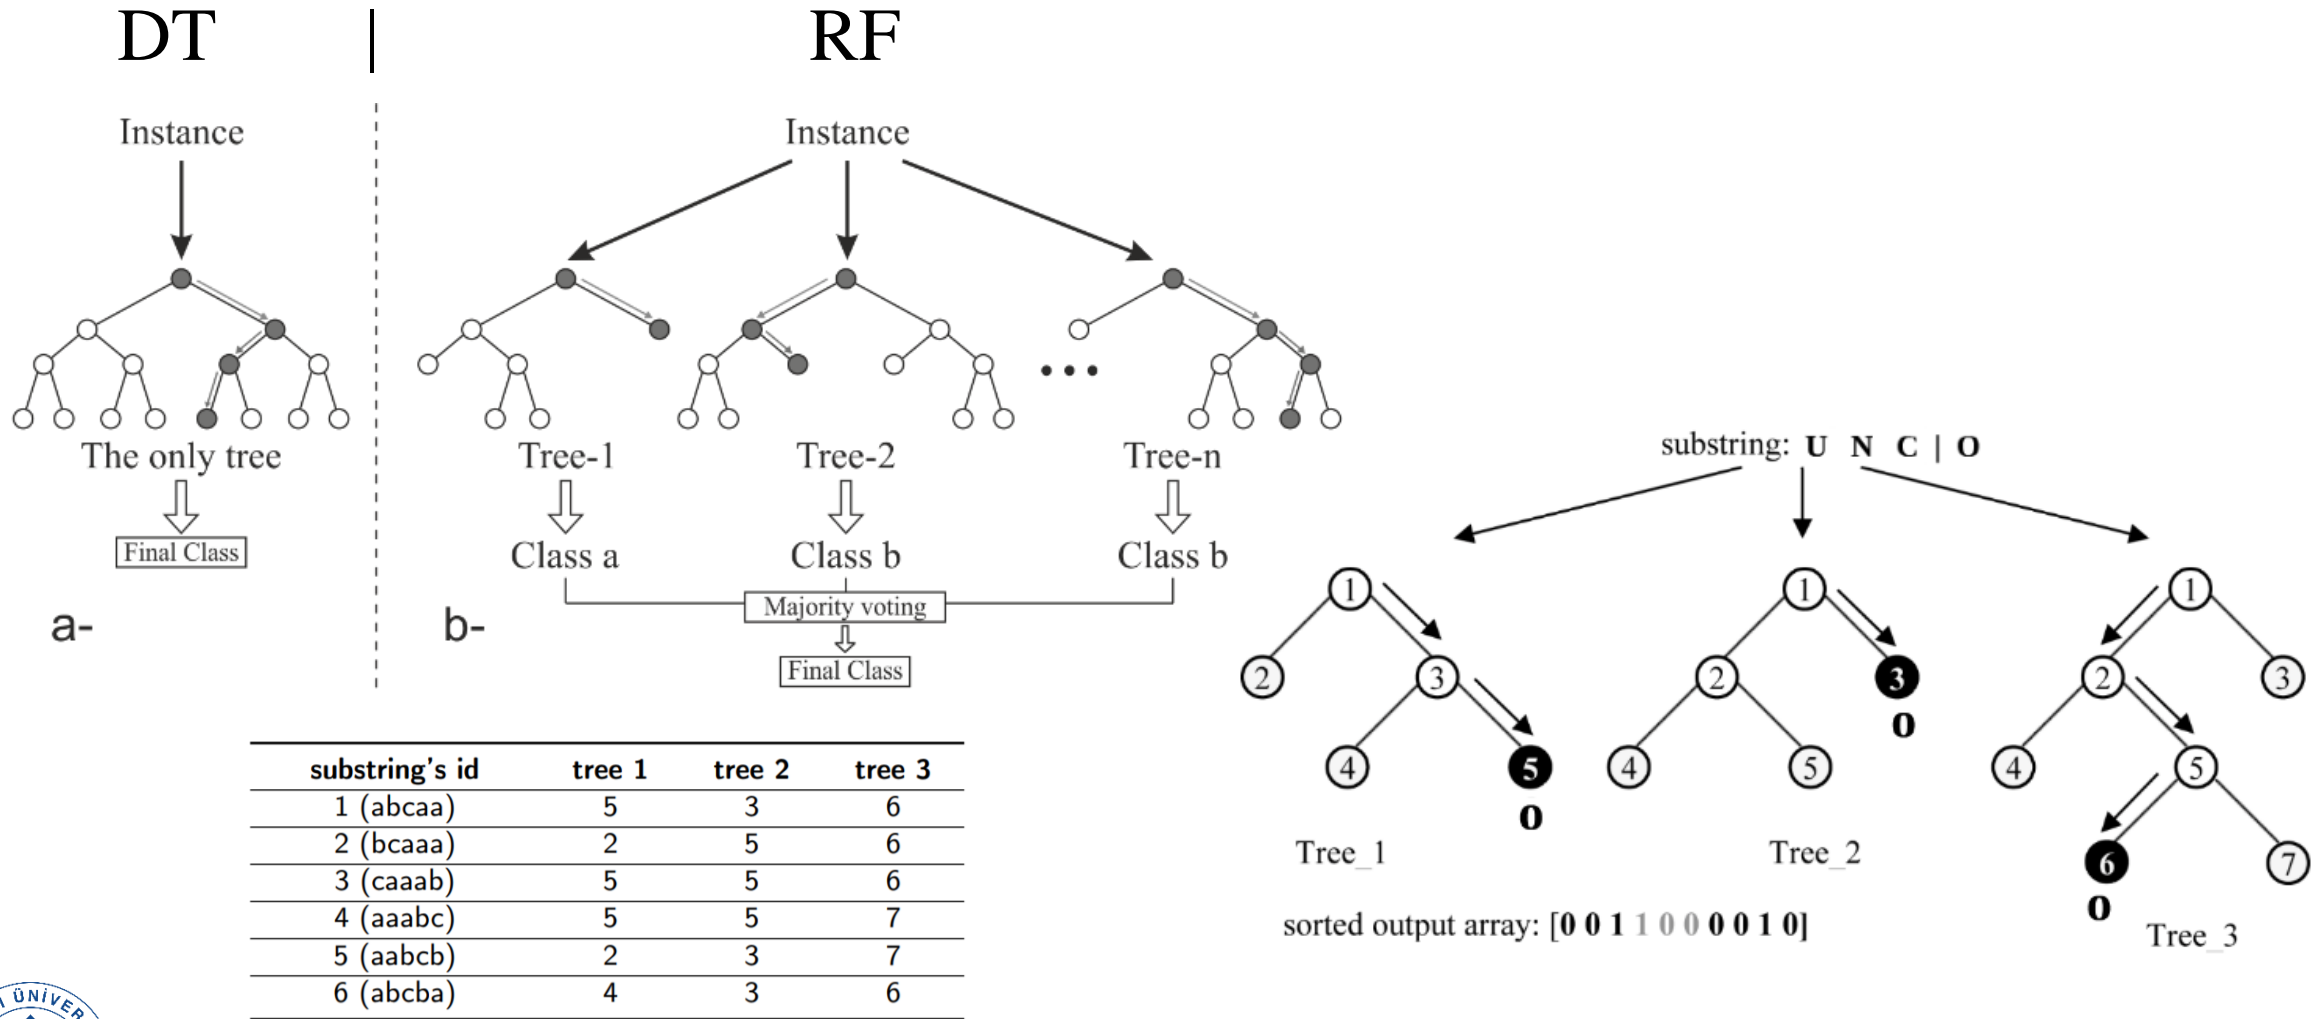 DT | RF
Instance
The only tree
Final Class
a-
Instance
Tree-1 Tree-2 Tree-n
Class a Class b Class b
Majority voting
Final Class
b-
substring's id tree 1 tree 2 tree 3
1 (abcaa) 5 3 6
2 (bcaaa) 2 5 6
3 (caaab) 5 5 6
4 (aaabc) 5 5 7
5 (aabcb) 2 3 7
6 (abcba) 4 3 6
substring: U N C | O
1
2 3
4 5
0
Tree_1
1
2 3
0
4 5
Tree_2
1
2 3
4 5
6 7
0
Tree_3
sorted output array: [0 0 1 1 0 0 0 0 1 0]